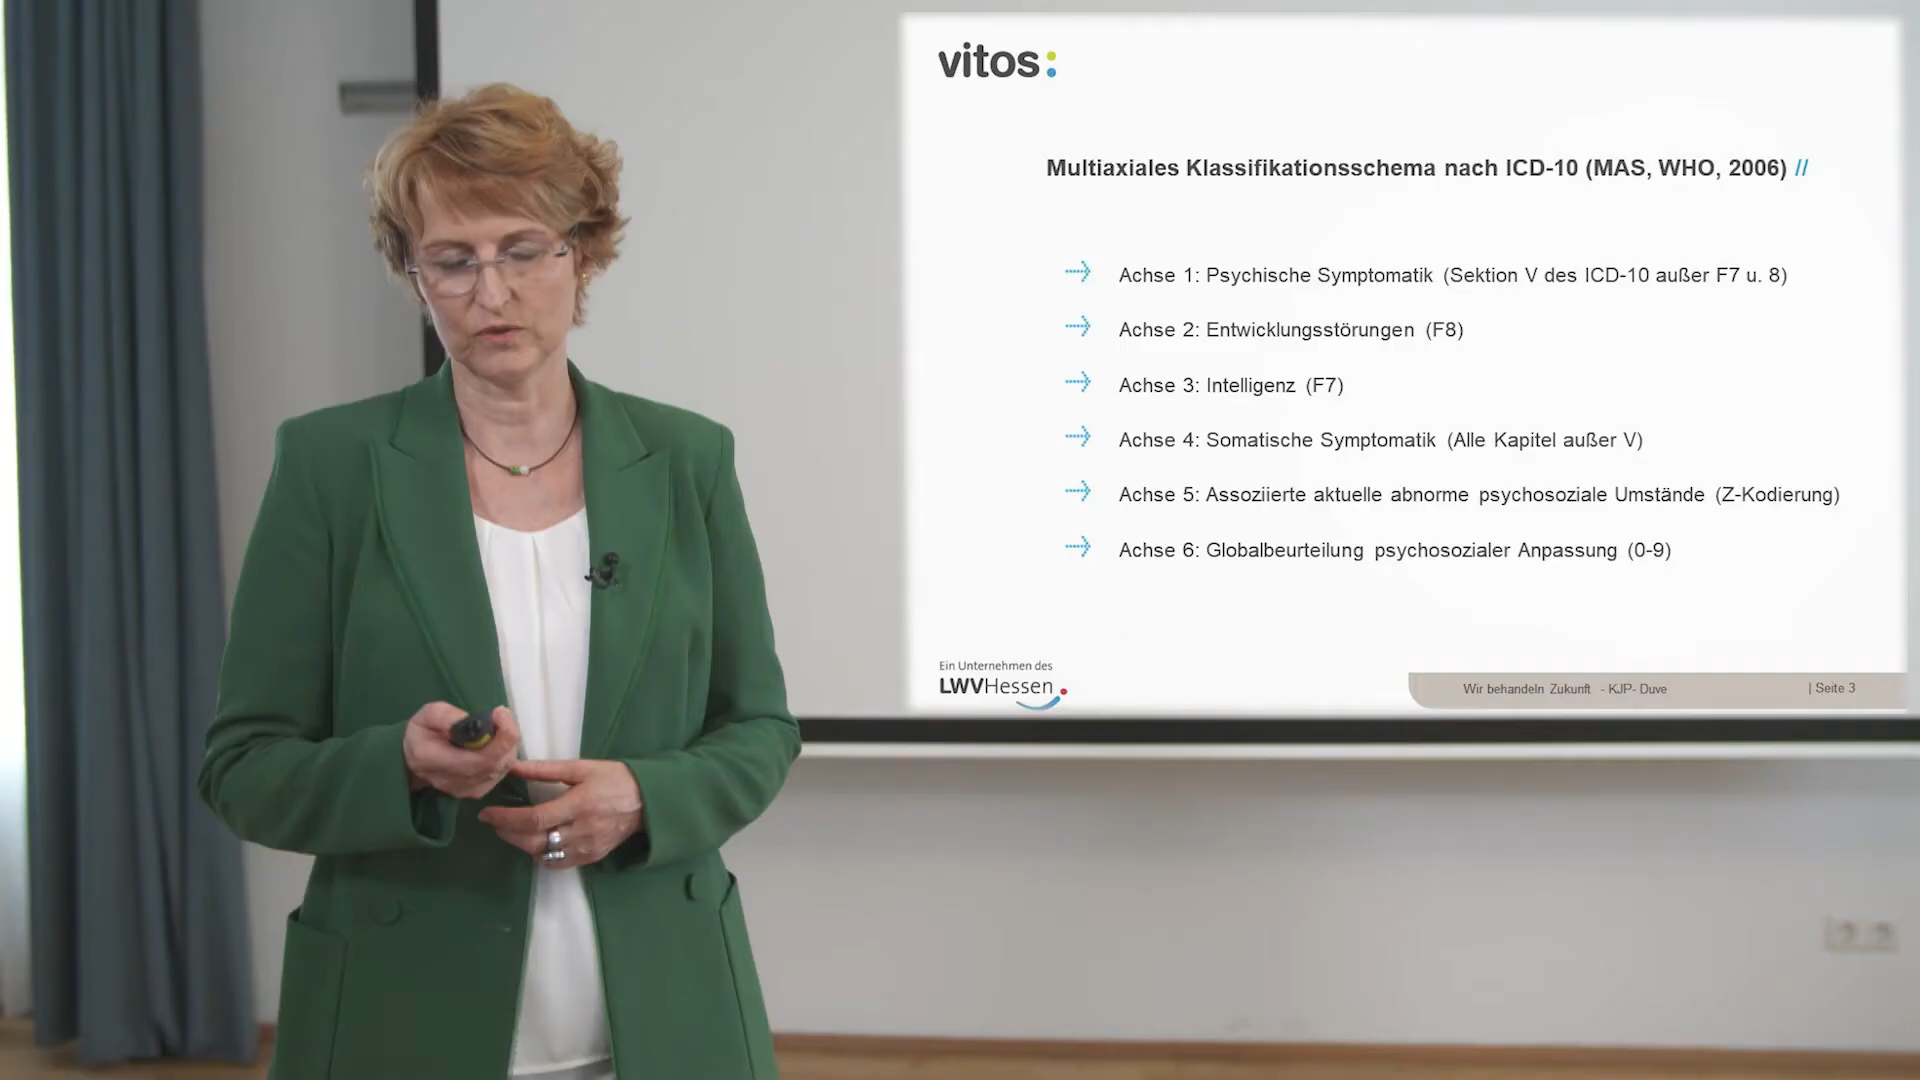 vitos:
Multiaxiales Klassifikationsschema nach ICD-10 (MAS, WHO, 2006) //
Achse 1: Psychische Symptomatik (Sektion V des ICD-10 außer F7 u. 8)
Achse 2: Entwicklungsstörungen (F8)
Achse 3: Intelligenz (F7)
Achse 4: Somatische Symptomatik (Alle Kapitel außer V)
Achse 5: Assoziierte aktuelle abnorme psychosoziale Umstände (Z-Kodierung)
Achse 6: Globalbeurteilung psychosozialer Anpassung (0-9)
Ein Unternehmen des
LWVHessen
Wir behandeln Zukunft - KJP- Duve | Seite 3